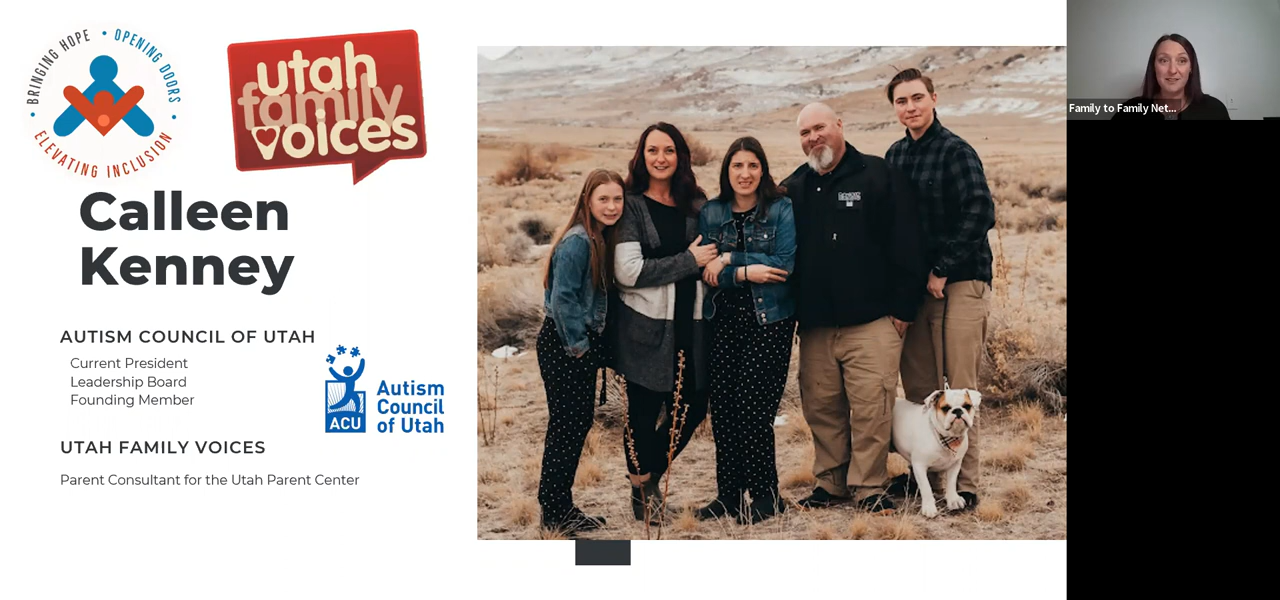 BRINGING HOPE • OPENING DOORS •
ELEVATING INCLUSION •
utah
family
voices
Calleen
Kenney
AUTISM COUNCIL OF UTAH
Current President
Leadership Board
Founding Member
ACU
Autism
Council
of Utah
UTAH FAMILY VOICES
Parent Consultant for the Utah Parent Center
Family to Family Net...